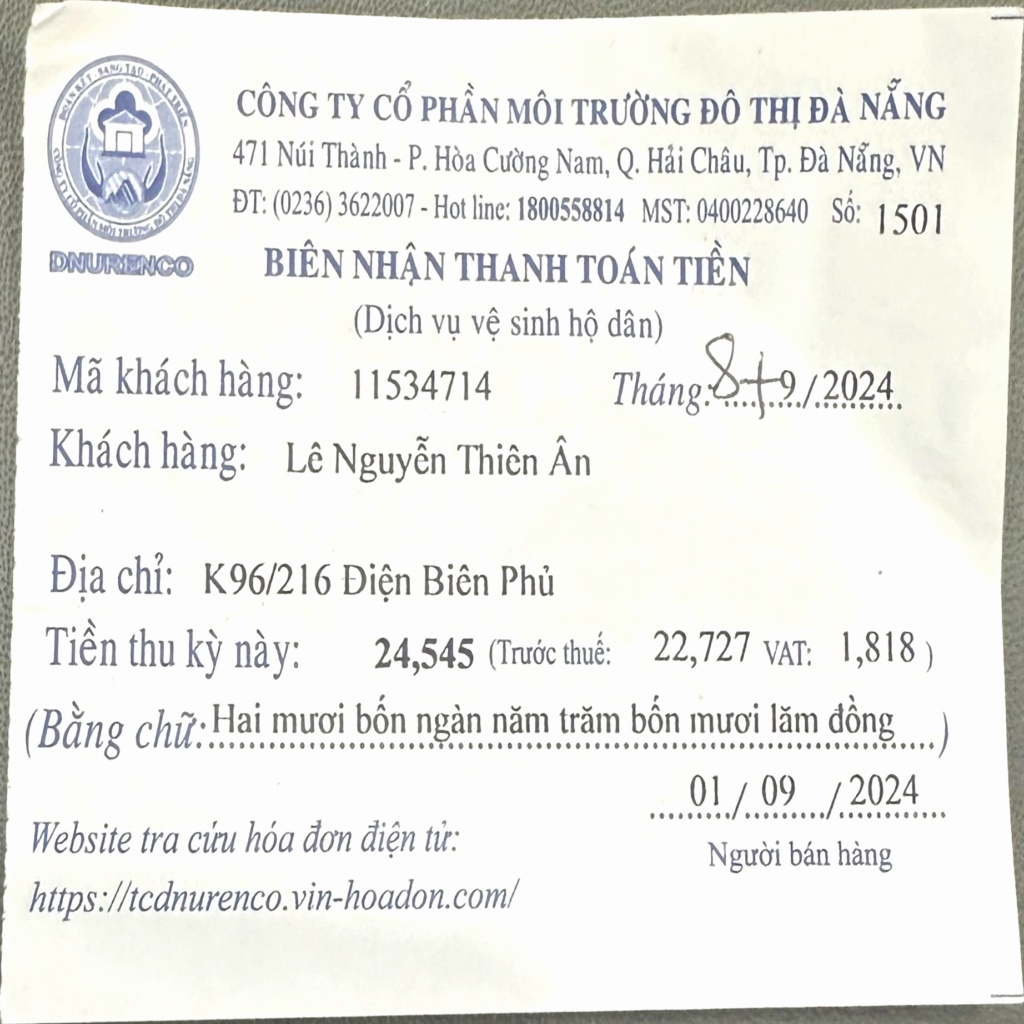 ĐOÀN KẾT - SÁNG TẠO - PHÁT TRIỂN
CÔNG TY CỔ PHẦN MÔI TRƯỜNG ĐÔ THỊ ĐÀ NẴNG
DNURENCO
CÔNG TY CỔ PHẦN MÔI TRƯỜNG ĐÔ THỊ ĐÀ NẴNG
471 Núi Thành - P. Hòa Cường Nam, Q. Hải Châu, Tp. Đà Nẵng, VN
ĐT: (0236) 3622007 - Hot line: 1800558814 MST: 0400228640 Số: 1501
BIÊN NHẬN THANH TOÁN TIỀN
(Dịch vụ vệ sinh hộ dân)
Mã khách hàng: 11534714 Tháng: 8+9/2024
Khách hàng: Lê Nguyễn Thiên Ân
Địa chỉ: K96/216 Điện Biên Phủ
Tiền thu kỳ này: 24,545 (Trước thuế: 22,727 VAT: 1,818 )
(Bằng chữ: Hai mươi bốn ngàn năm trăm bốn mươi lăm đồng )
01 / 09 / 2024
Người bán hàng
Website tra cứu hóa đơn điện tử:
https://tcdnurenco.vin-hoadon.com/